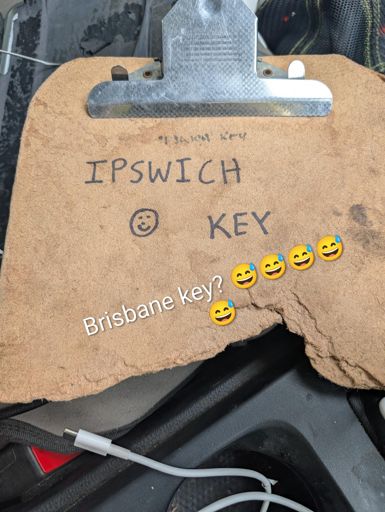 IPSWICH KEY
IPSWICH
KEY
Brisbane key? 😅😅😅😅
😅